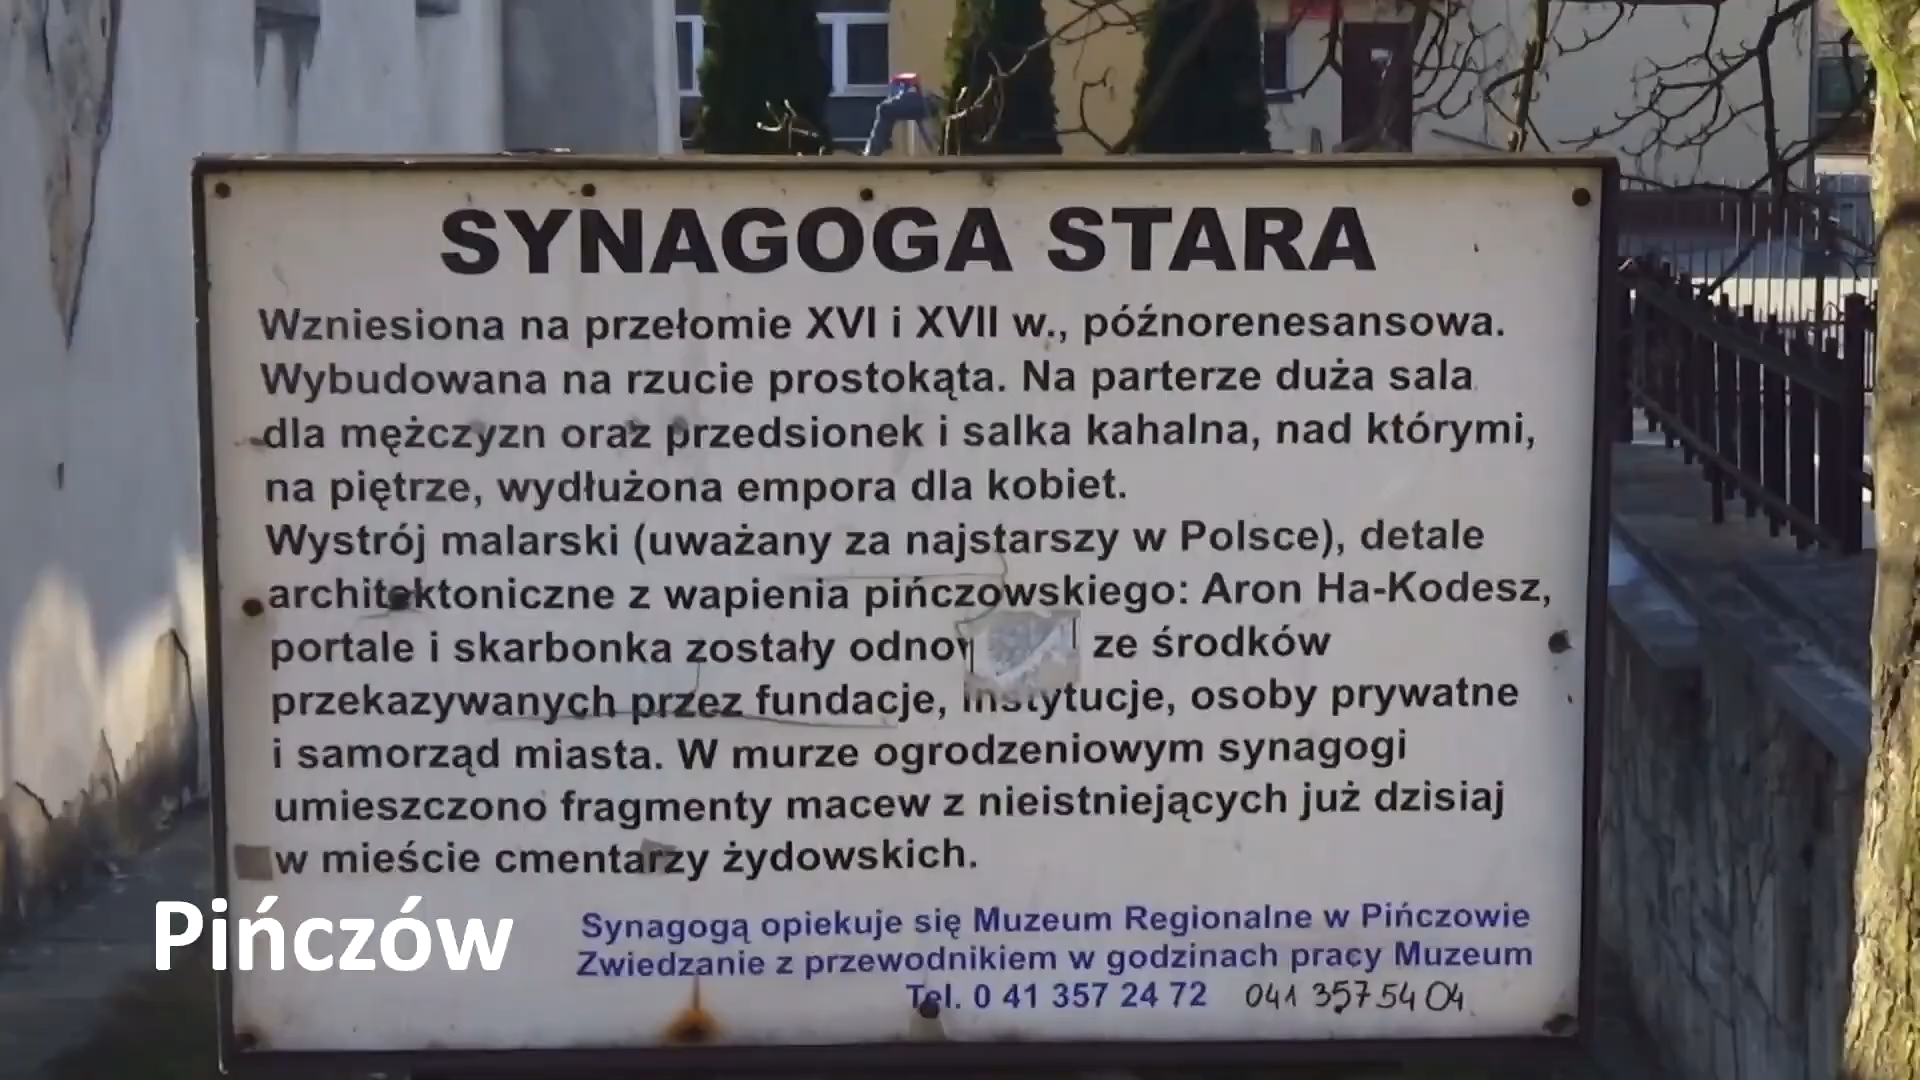 SYNAGOGA STARA
Wzniesiona na przełomie XVI i XVII w., późnorenesansowa.
Wybudowana na rzucie prostokąta. Na parterze duża sala
dla mężczyzn oraz przedsionek i salka kahalna, nad którymi,
na piętrze, wydłużona empora dla kobiet.
Wystrój malarski (uważany za najstarszy w Polsce), detale
architektoniczne z wapienia pińczowskiego: Aron Ha-Kodesz,
portale i skarbonka zostały ze środków
przekazywanych przez fundacje, instytucje, osoby prywatne
i samorząd miasta. W murze ogrodzeniowym synagogi
umieszczono fragmenty macew z nieistniejących już dzisiaj
w mieście cmentarzy żydowskich.
Synagogą opiekuje się Muzeum Regionalne w Pińczowie
Zwiedzanie z przewodnikiem w godzinach pracy Muzeum
Tel. 0 41 357 24 72 041 357 54 04
Pińczów